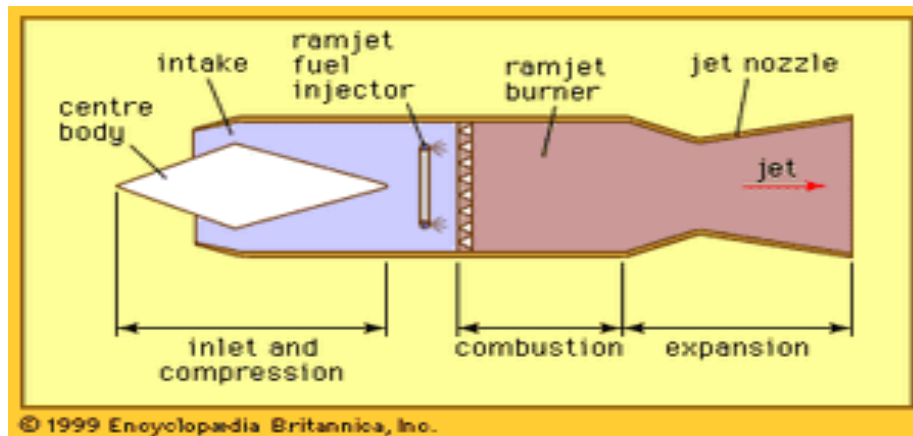 ramjet
fuel
injector
intake
centre
body
ramjet
burner
jet nozzle
jet
inlet and
compression
combustion
expansion
© 1999 Encyclopædia Britannica, Inc.